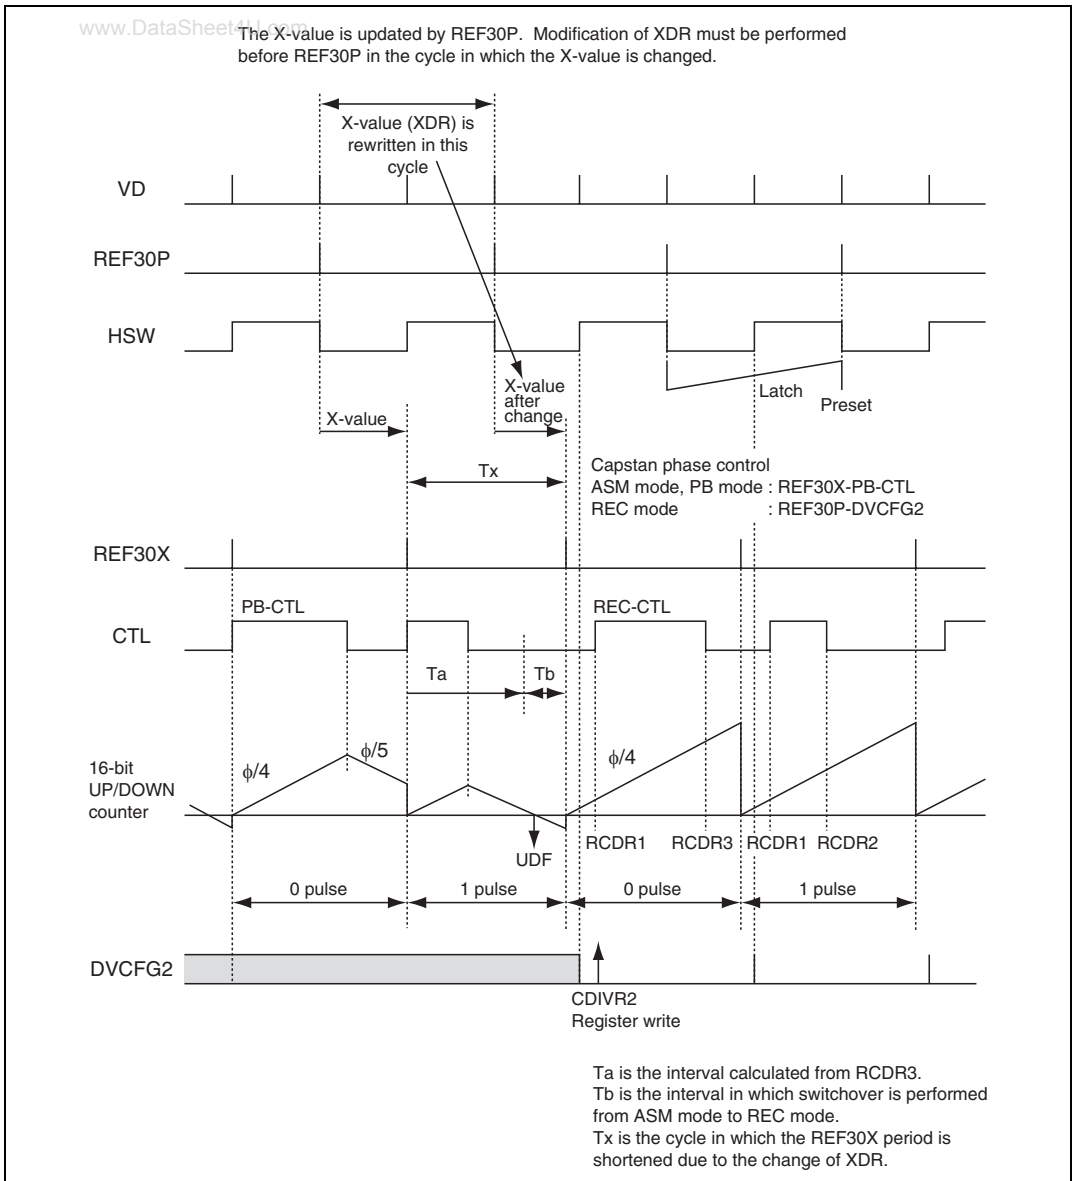 www.DataSheet4U.com
The X-value is updated by REF30P.  Modification of XDR must be performed
before REF30P in the cycle in which the X-value is changed.
X-value (XDR) is
rewritten in this
cycle
VD
REF30P
HSW
X-value
after
change
Latch
Preset
X-value
Tx
Capstan phase control
ASM mode, PB mode : REF30X-PB-CTL
REC mode : REF30P-DVCFG2
REF30X
PB-CTL
REC-CTL
CTL
Ta
Tb
16-bit
UP/DOWN
counter
ϕ/4
ϕ/5
ϕ/4
UDF
RCDR1
RCDR3
RCDR1
RCDR2
0 pulse
1 pulse
0 pulse
1 pulse
DVCFG2
CDIVR2
Register write
Ta is the interval calculated from RCDR3.
Tb is the interval in which switchover is performed
from ASM mode to REC mode.
Tx is the cycle in which the REF30X period is
shortened due to the change of XDR.